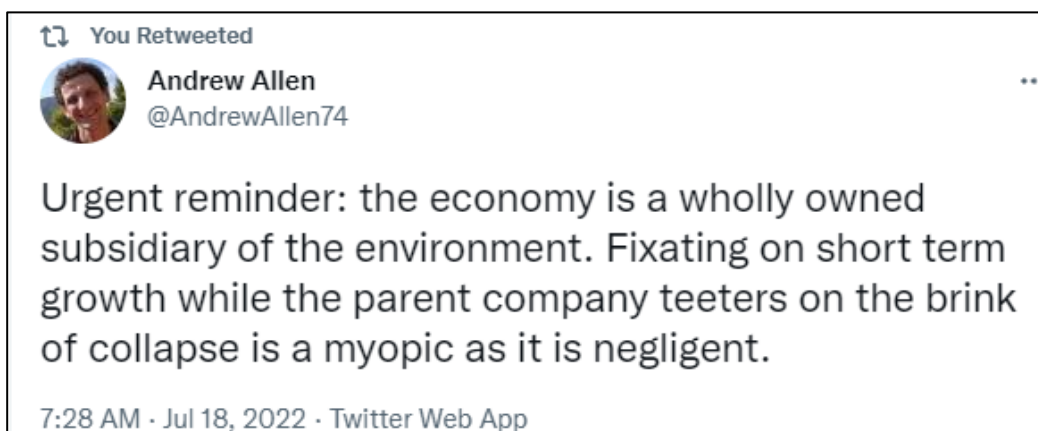 You Retweeted
Andrew Allen
@AndrewAllen74
Urgent reminder: the economy is a wholly owned
subsidiary of the environment. Fixating on short term
growth while the parent company teeters on the brink
of collapse is a myopic as it is negligent.
7:28 AM · Jul 18, 2022 · Twitter Web App